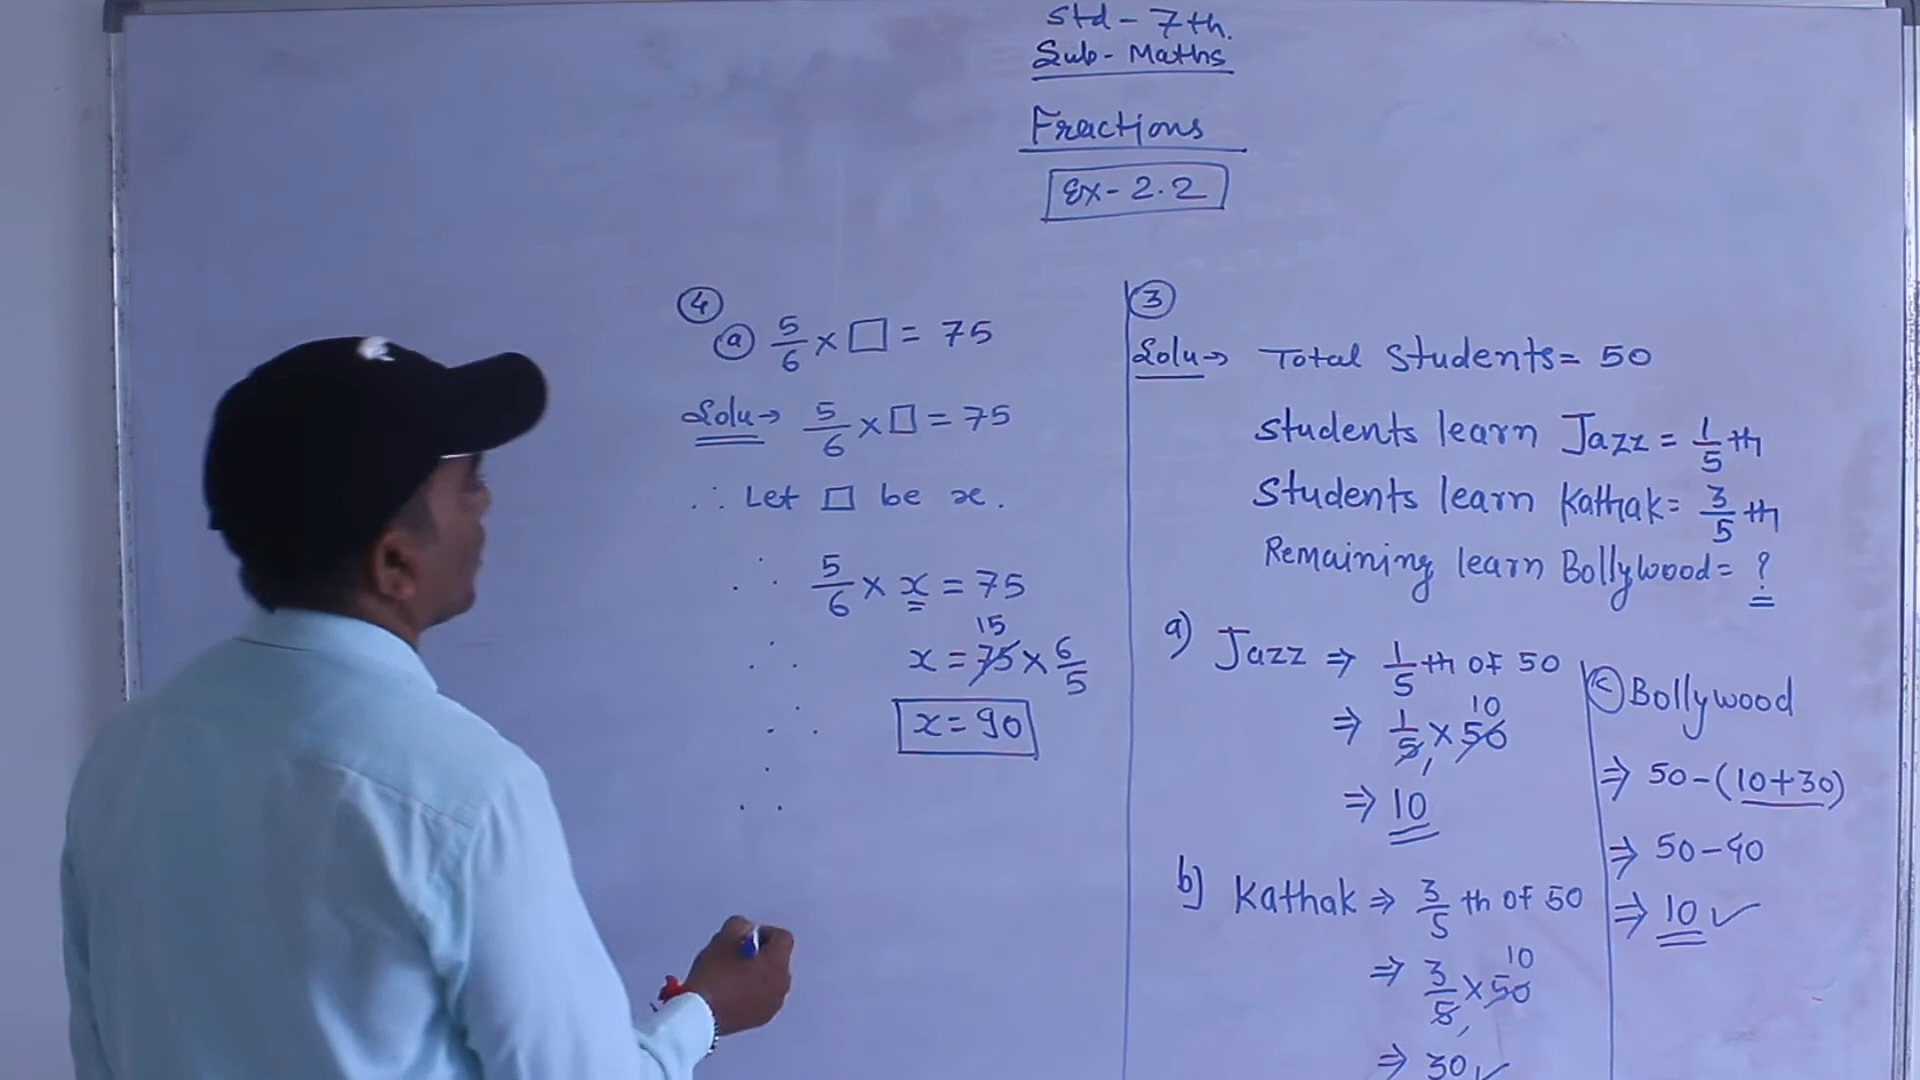 Std - 7th.
Sub - Maths
Fractions
Ex - 2.2
④
ⓐ 5/6 × □ = 75
Solu → 5/6 × □ = 75
∴ Let □ be x.
∴ 5/6 × x = 75
15
∴ x = 75 × 6/5
∴ x = 90
∴
③
Solu → Total Students = 50
Students learn Jazz = 1/5 th
Students learn Kathak = 3/5 th
Remaining learn Bollywood = ?
a) Jazz ⇒ 1/5 th of 50
10
⇒ 1/5 × 50
1
⇒ 10
b) Kathak ⇒ 3/5 th of 50
10
⇒ 3/5 × 50
1
⇒ 30 ✓
ⓒ Bollywood
⇒ 50 - (10 + 30)
⇒ 50 - 40
⇒ 10 ✓